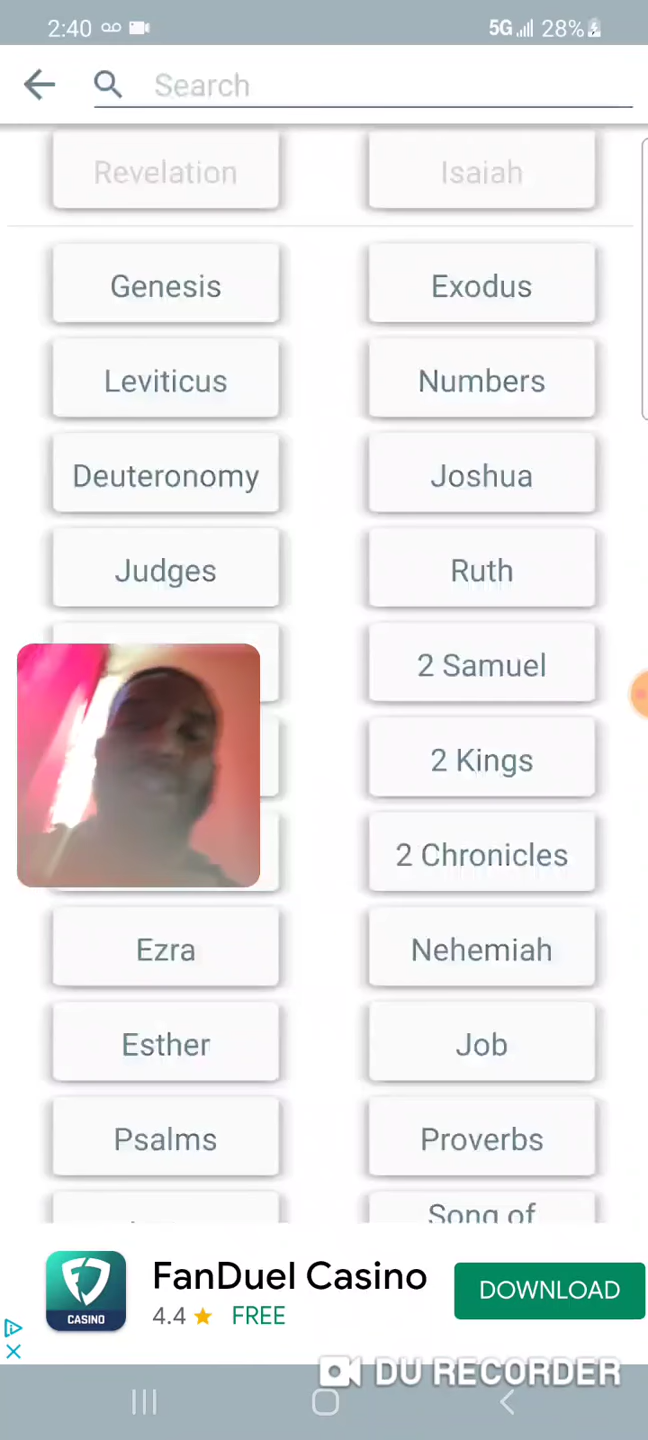 2:40 5G 28%
Search
Revelation Isaiah
Genesis Exodus
Leviticus Numbers
Deuteronomy Joshua
Judges Ruth
2 Samuel
2 Kings
2 Chronicles
Ezra Nehemiah
Esther Job
Psalms Proverbs
Song of
FanDuel Casino
CASINO
4.4 FREE
DOWNLOAD
DU RECORDER